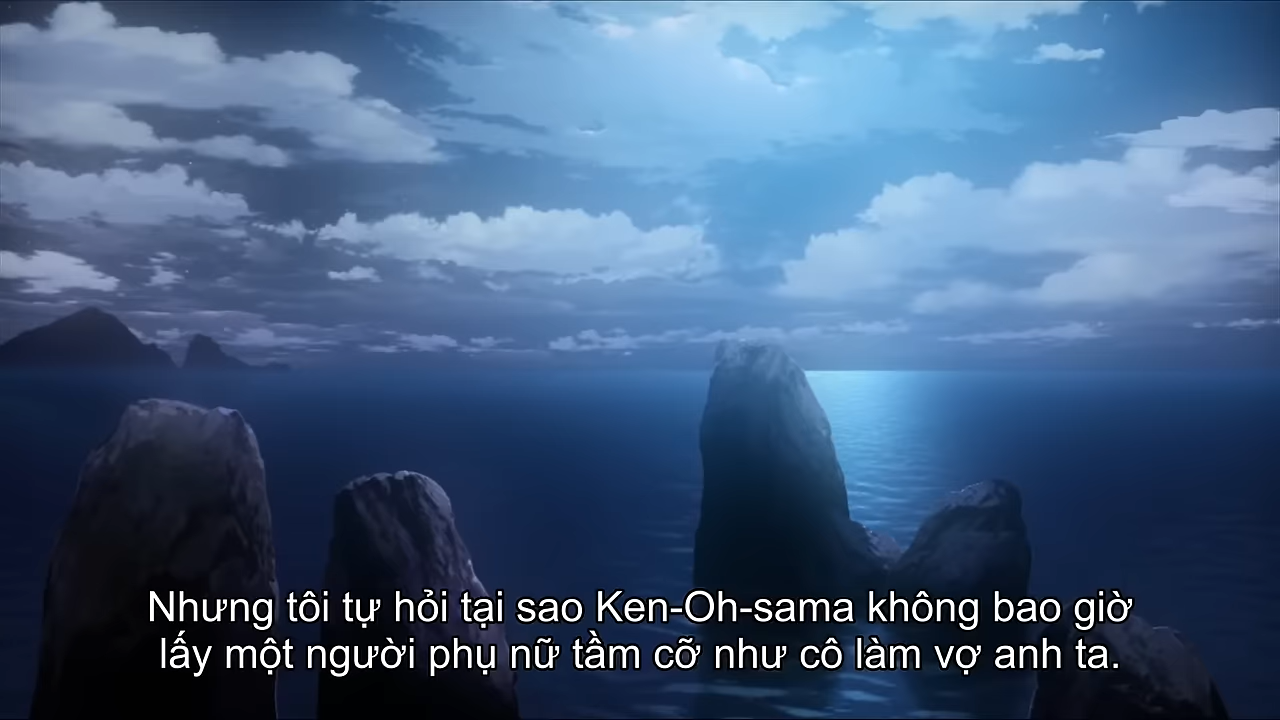 Nhưng tôi tự hỏi tại sao Ken-Oh-sama không bao giờ
lấy một người phụ nữ tầm cỡ như cô làm vợ anh ta.